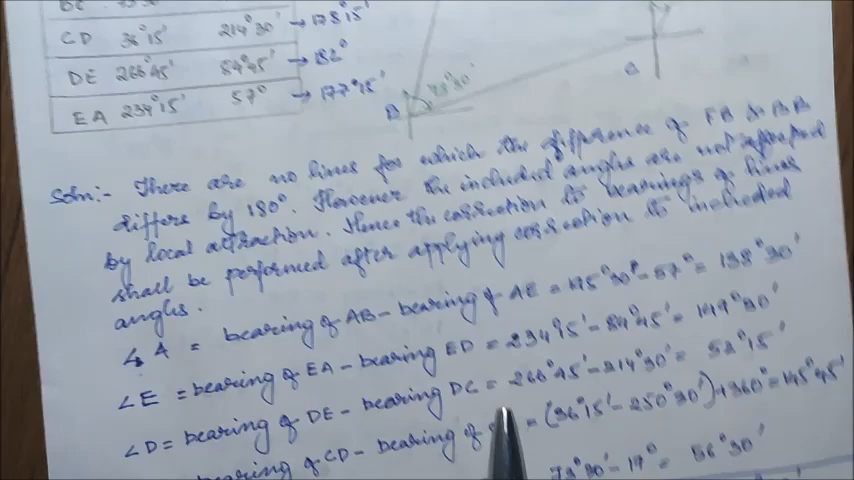 CD 36°15' 214°30' → 178°15'
DE 266°45' 84°45' → 182°
EA 234°15' 57° → 177°15'
B
Soln:- There are no lines for which the difference of FB & BB
differs by 180°. However the included angles are not affected
by local attraction. Hence the correction to bearings of lines
shall be performed after applying correction to included
angles.
∠A = bearing of AB - bearing of AE = 195°30' - 57° = 138°30'
∠E = bearing of EA - bearing ED = 234°15' - 84°45' = 149°30'
∠D = bearing of DE - bearing DC = 266°45' - 214°30' = 52°15'
bearing of CD - bearing of = (36°15' - 250°30') + 360° = 145°45'
73°30' - 17° = 56°30'